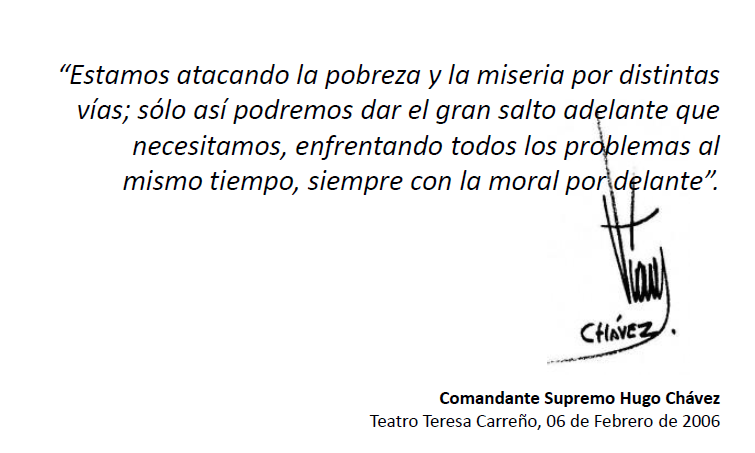 “Estamos atacando la pobreza y la miseria por distintas
vías; sólo así podremos dar el gran salto adelante que
necesitamos, enfrentando todos los problemas al
mismo tiempo, siempre con la moral por delante”.
CHÁVEZ.
Comandante Supremo Hugo Chávez
Teatro Teresa Carreño, 06 de Febrero de 2006